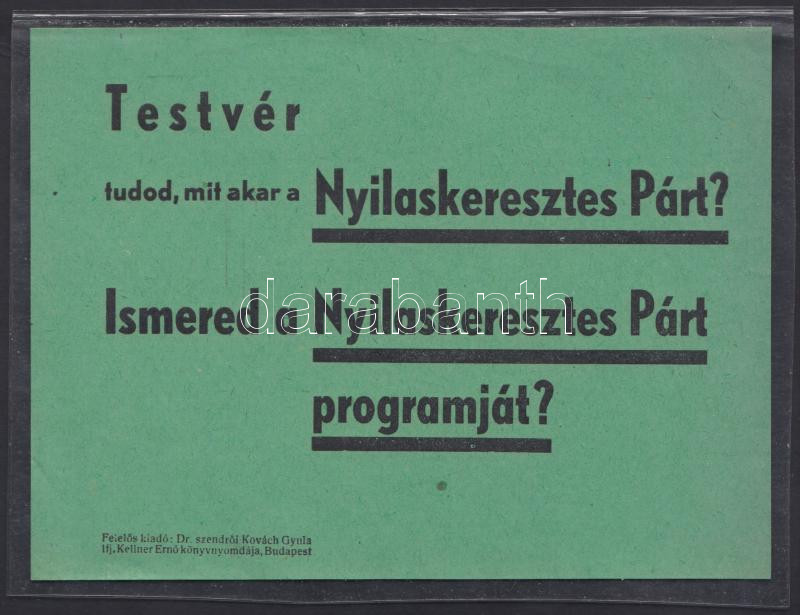 Testvér
tudod, mit akar a Nyilaskeresztes Párt?
Ismered a Nyilaskeresztes Párt
programját?
darabanth
Felelős kiadó: Dr. szendrői Kovách Gyula
Ifj. Kellner Ernő könyvnyomdája, Budapest